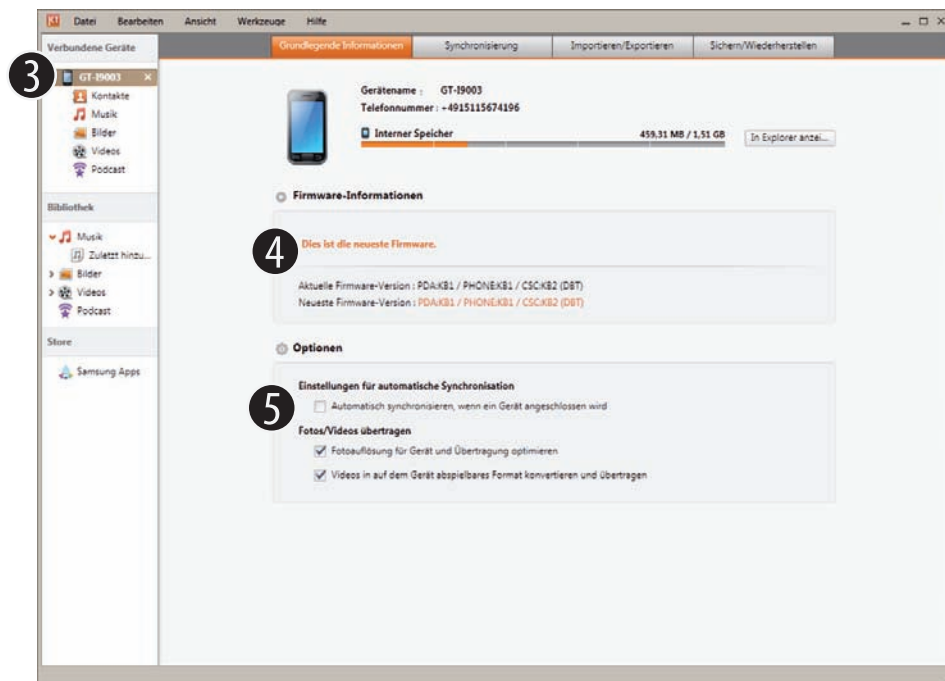 Datei Bearbeiten Ansicht Werkzeuge Hilfe
Verbundene Geräte
Grundlegende Informationen Synchronisierung Importieren/Exportieren Sichern/Wiederherstellen
3
GT-I9003
Kontakte
Musik
Bilder
Videos
Podcast
Gerätename : GT-I9003
Telefonnummer : +4915115674196
Interner Speicher 459,31 MB / 1,51 GB In Explorer anzei...
Bibliothek
Musik
Zuletzt hinzu...
Bilder
Videos
Podcast
Store
Samsung Apps
Firmware-Informationen
4
Dies ist die neueste Firmware.
Aktuelle Firmware-Version : PDA:KB1 / PHONE:KB1 / CSC:KB2 (DBT)
Neueste Firmware-Version : PDA:KB1 / PHONE:KB1 / CSC:KB2 (DBT)
Optionen
5
Einstellungen für automatische Synchronisation
Automatisch synchronisieren, wenn ein Gerät angeschlossen wird
Fotos/Videos übertragen
Fotoauflösung für Gerät und Übertragung optimieren
Videos in auf dem Gerät abspielbares Format konvertieren und übertragen